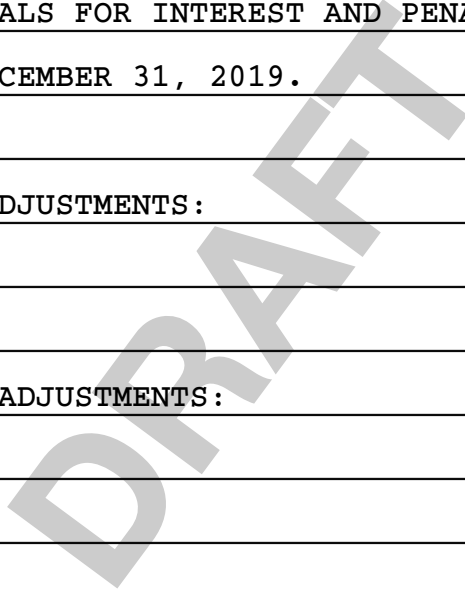 ALS FOR INTEREST AND PENA
CEMBER 31, 2019.
DJUSTMENTS:
ADJUSTMENTS:
DRAFT